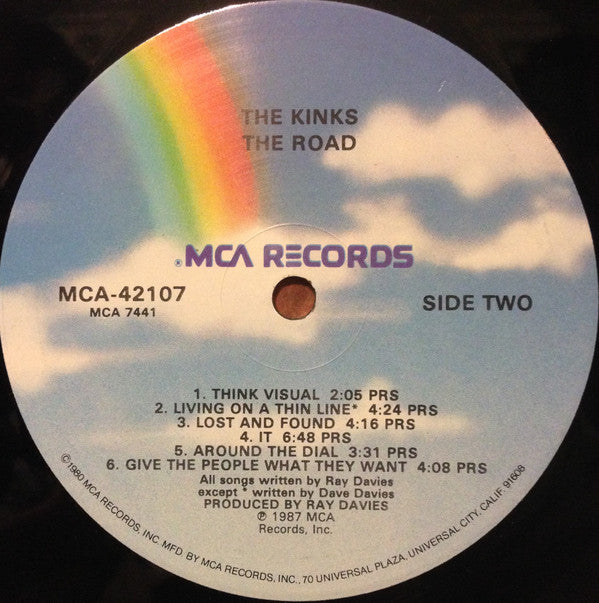 THE KINKS
THE ROAD
® MCA RECORDS
MCA-42107
MCA 7441
SIDE TWO
1. THINK VISUAL 2:05 PRS
2. LIVING ON A THIN LINE* 4:24 PRS
3. LOST AND FOUND 4:16 PRS
4. IT 6:48 PRS
5. AROUND THE DIAL 3:31 PRS
6. GIVE THE PEOPLE WHAT THEY WANT 4:08 PRS
All songs written by Ray Davies
except * written by Dave Davies
PRODUCED BY RAY DAVIES
℗ 1987 MCA
Records, Inc.
©1980 MCA RECORDS, INC. MFD. BY MCA RECORDS, INC., 70 UNIVERSAL PLAZA, UNIVERSAL CITY, CALIF. 91608